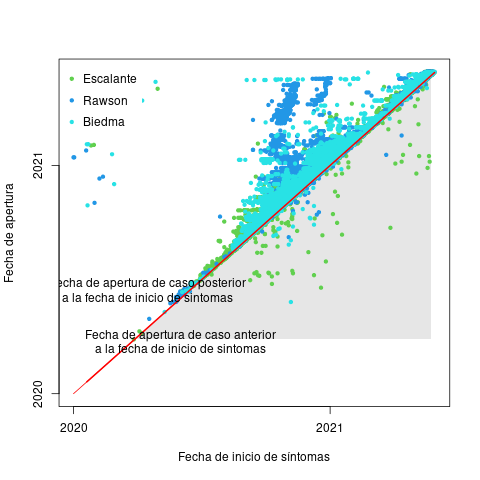 Escalante
Rawson
Biedma
Fecha de apertura
2021
2020
echa de apertura de caso posterior
a la fecha de inicio de síntomas
Fecha de apertura de caso anterior
a la fecha de inicio de síntomas
2020
2021
Fecha de inicio de síntomas